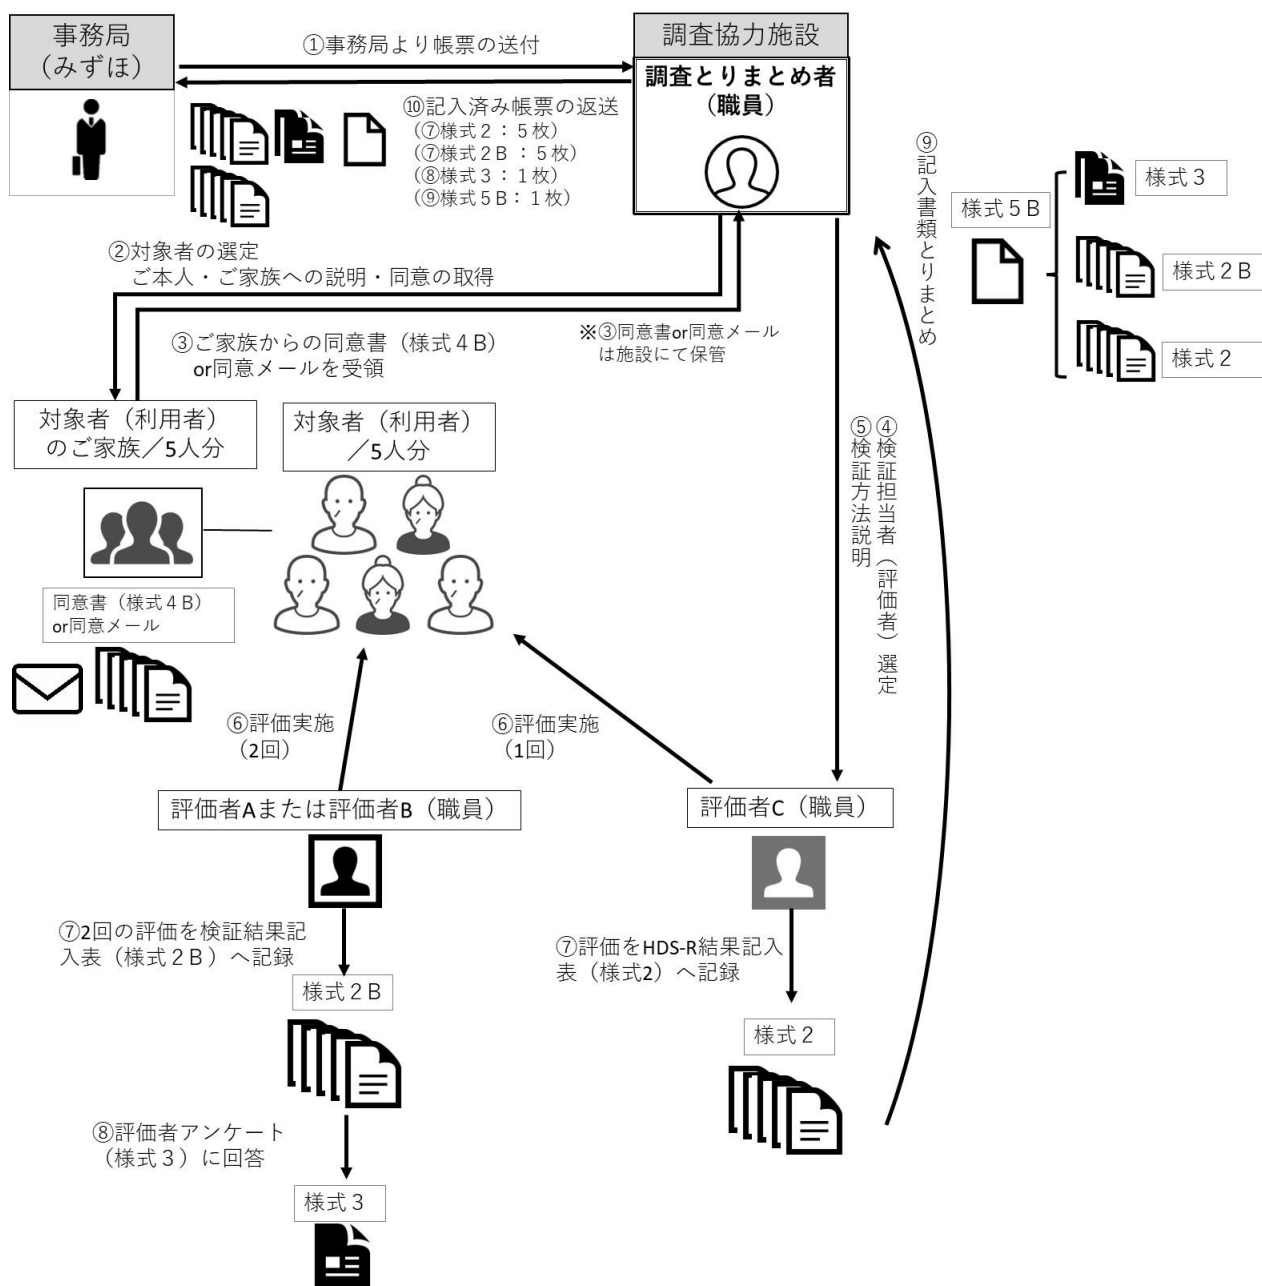 事務局
（みずほ）
①事務局より帳票の送付
調査協力施設
調査とりまとめ者
（職員）
⑩記入済み帳票の返送
（⑦様式２：５枚）
（⑦様式２Ｂ：５枚）
（⑧様式３：１枚）
（⑨様式５Ｂ：１枚）
⑨記入書類とりまとめ
様式５Ｂ
様式３
様式２Ｂ
様式２
②対象者の選定
ご本人・ご家族への説明・同意の取得
③ご家族からの同意書（様式４Ｂ）
or同意メールを受領
※③同意書or同意メール
は施設にて保管
対象者（利用者）
のご家族／5人分
対象者（利用者）
／5人分
④検証担当者（評価者）選定
⑤検証方法説明
同意書（様式４Ｂ）
or同意メール
⑥評価実施
（2回）
⑥評価実施
（1回）
評価者Aまたは評価者B（職員）
評価者C（職員）
⑦2回の評価を検証結果記
入表（様式２Ｂ）へ記録
⑦評価をHDS-R結果記入
表（様式2）へ記録
様式２Ｂ
様式２
⑧評価者アンケート
（様式３）に回答
様式３